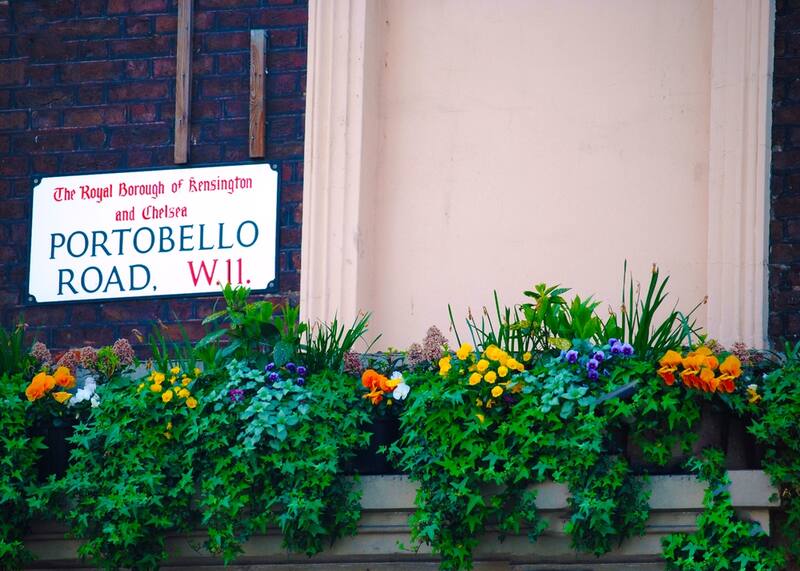 The Royal Borough of Kensington
and Chelsea
PORTOBELLO
ROAD, W.11.